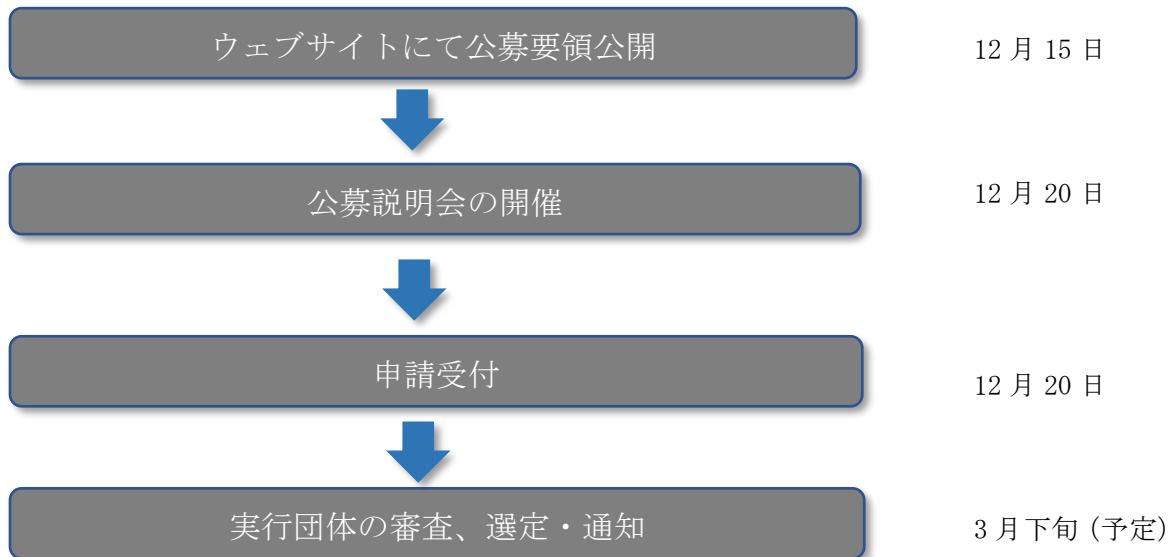 ウェブサイトにて公募要領公開
12 月 15 日
公募説明会の開催
12 月 20 日
申請受付
12 月 20 日
実行団体の審査、選定・通知
3 月下旬 (予定)